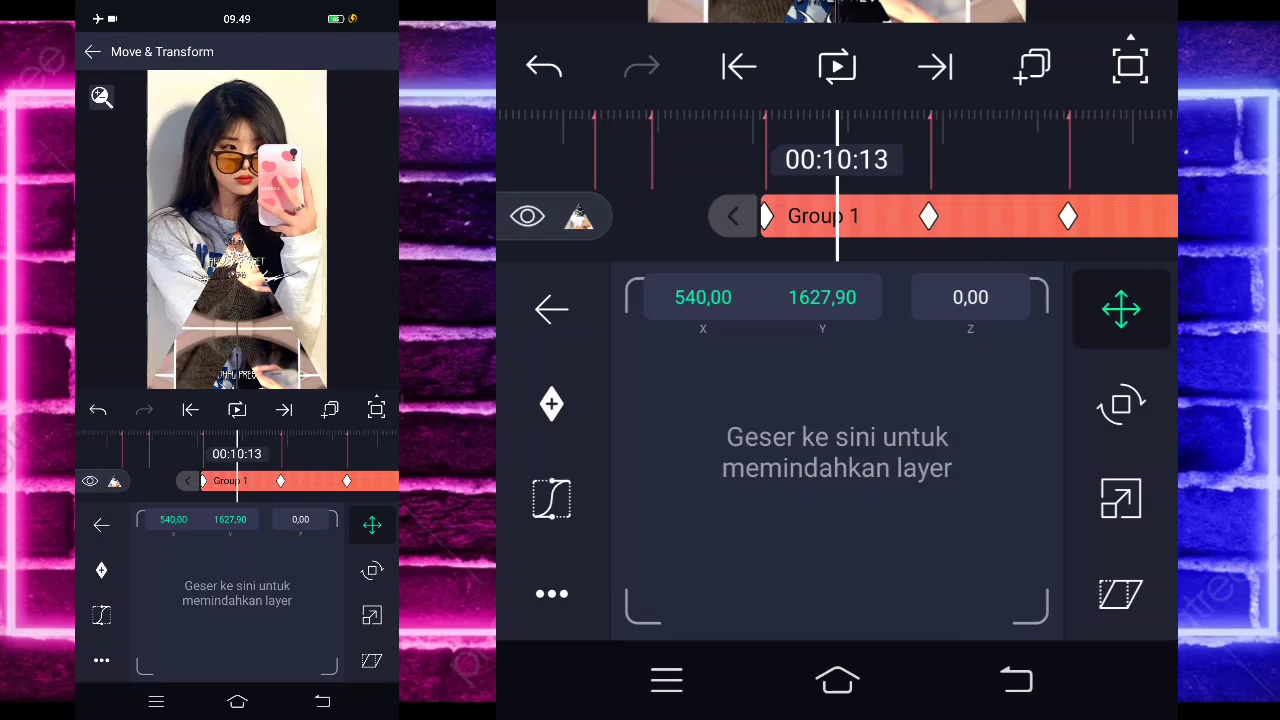 09.49
Move & Transform
00:10:13
Group 1
540,00 1627,90 0,00
X Y Z
Geser ke sini untuk
memindahkan layer
00:10:13
Group 1
540,00 1627,90 0,00
X Y Z
Geser ke sini untuk
memindahkan layer